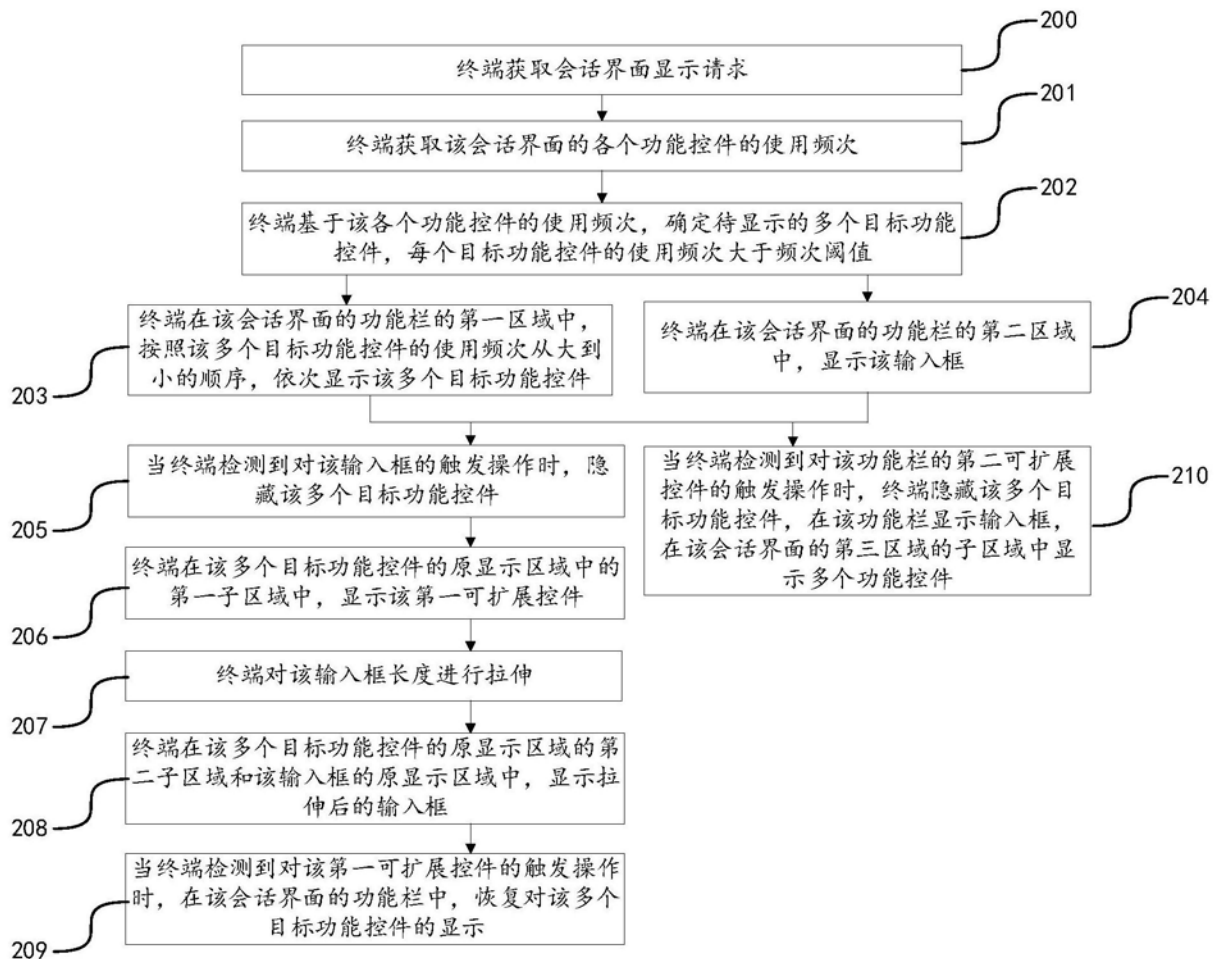 200
终端获取会话界面显示请求
201
终端获取该会话界面的各个功能控件的使用频次
202
终端基于该各个功能控件的使用频次，确定待显示的多个目标功能
控件，每个目标功能控件的使用频次大于频次阈值
203
终端在该会话界面的功能栏的第一区域中，
按照该多个目标功能控件的使用频次从大到
小的顺序，依次显示该多个目标功能控件
204
终端在该会话界面的功能栏的第二区域
中，显示该输入框
205
当终端检测到对该输入框的触发操作时，隐
藏该多个目标功能控件
210
当终端检测到对该功能栏的第二可扩展
控件的触发操作时，终端隐藏该多个目
标功能控件，在该功能栏显示输入框，
在该会话界面的第三区域的子区域中显
示多个功能控件
206
终端在该多个目标功能控件的原显示区域中的
第一子区域中，显示该第一可扩展控件
207
终端对该输入框长度进行拉伸
208
终端在该多个目标功能控件的原显示区域的第
二子区域和该输入框的原显示区域中，显示拉
伸后的输入框
209
当终端检测到对该第一可扩展控件的触发操作
时，在该会话界面的功能栏中，恢复对该多个
目标功能控件的显示